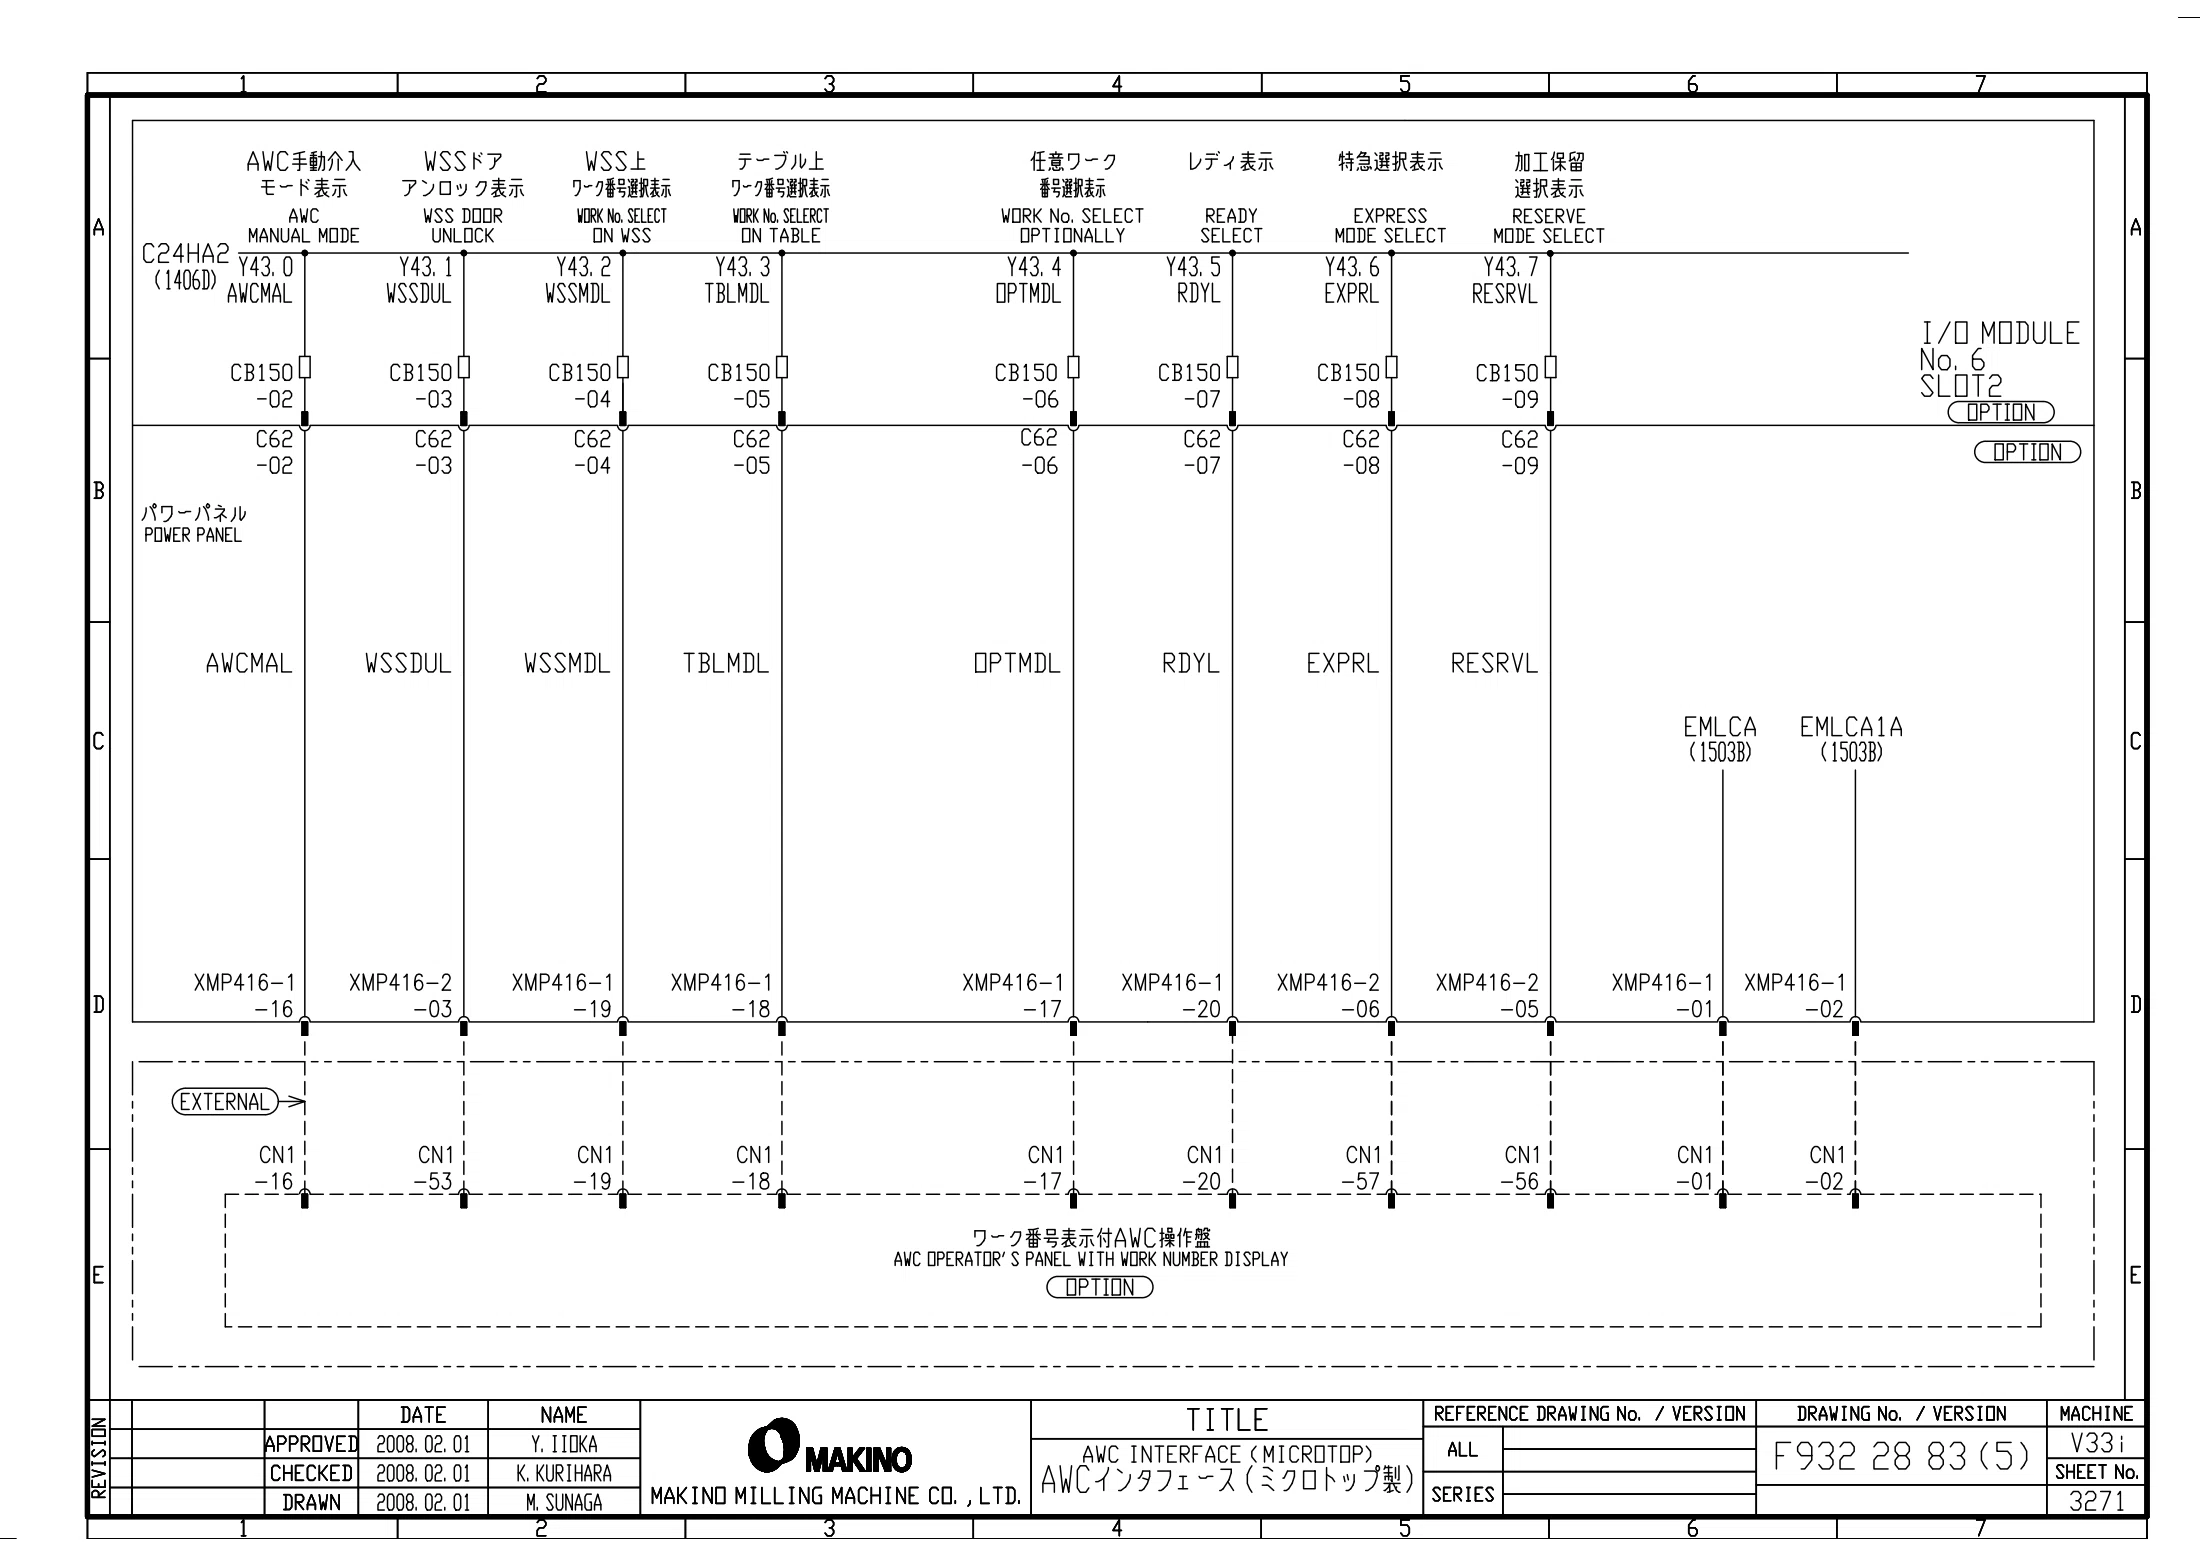 1 2 3 4 5 6 7
AWC手動介入 WSSドア WSS上 テーブル上 任意ワーク レディ表示 特急選択表示 加工保留
モード表示 アンロック表示 ワーク番号選択表示 ワーク番号選択表示 番号選択表示 選択表示
AWC WSS DOOR WORK No. SELECT WORK No. SELERCT WORK No. SELECT READY EXPRESS RESERVE
MANUAL MODE UNLOCK ON WSS ON TABLE OPTIONALLY SELECT MODE SELECT MODE SELECT
A A
C24HA2
(1406D)
Y43.0 Y43.1 Y43.2 Y43.3 Y43.4 Y43.5 Y43.6 Y43.7
AWCMAL WSSDUL WSSMDL TBLMDL OPTMDL RDYL EXPRL RESRVL
I/O MODULE
No. 6
SLOT2
OPTION
CB150 CB150 CB150 CB150 CB150 CB150 CB150 CB150
-02 -03 -04 -05 -06 -07 -08 -09
C62 C62 C62 C62 C62 C62 C62 C62
-02 -03 -04 -05 -06 -07 -08 -09
OPTION
B B
パワーパネル
POWER PANEL
AWCMAL WSSDUL WSSMDL TBLMDL OPTMDL RDYL EXPRL RESRVL
EMLCA EMLCA1A
(1503B) (1503B)
C C
XMP416-1 XMP416-2 XMP416-1 XMP416-1 XMP416-1 XMP416-1 XMP416-2 XMP416-2 XMP416-1 XMP416-1
-16 -03 -19 -18 -17 -20 -06 -05 -01 -02
D D
EXTERNAL
CN1 CN1 CN1 CN1 CN1 CN1 CN1 CN1 CN1 CN1
-16 -53 -19 -18 -17 -20 -57 -56 -01 -02
ワーク番号表示付AWC操作盤
AWC OPERATOR'S PANEL WITH WORK NUMBER DISPLAY
OPTION
E E
REVISION
DATE NAME
APPROVED 2008.02.01 Y. IIOKA
CHECKED 2008.02.01 K. KURIHARA
DRAWN 2008.02.01 M. SUNAGA
MAKINO
MAKINO MILLING MACHINE CO.,LTD.
TITLE
AWC INTERFACE (MICROTOP)
AWCインタフェース(ミクロトップ製)
REFERENCE DRAWING No. / VERSION
ALL
SERIES
DRAWING No. / VERSION
F932 28 83 (5)
MACHINE
V33i
SHEET No.
3271
1 2 3 4 5 6 7